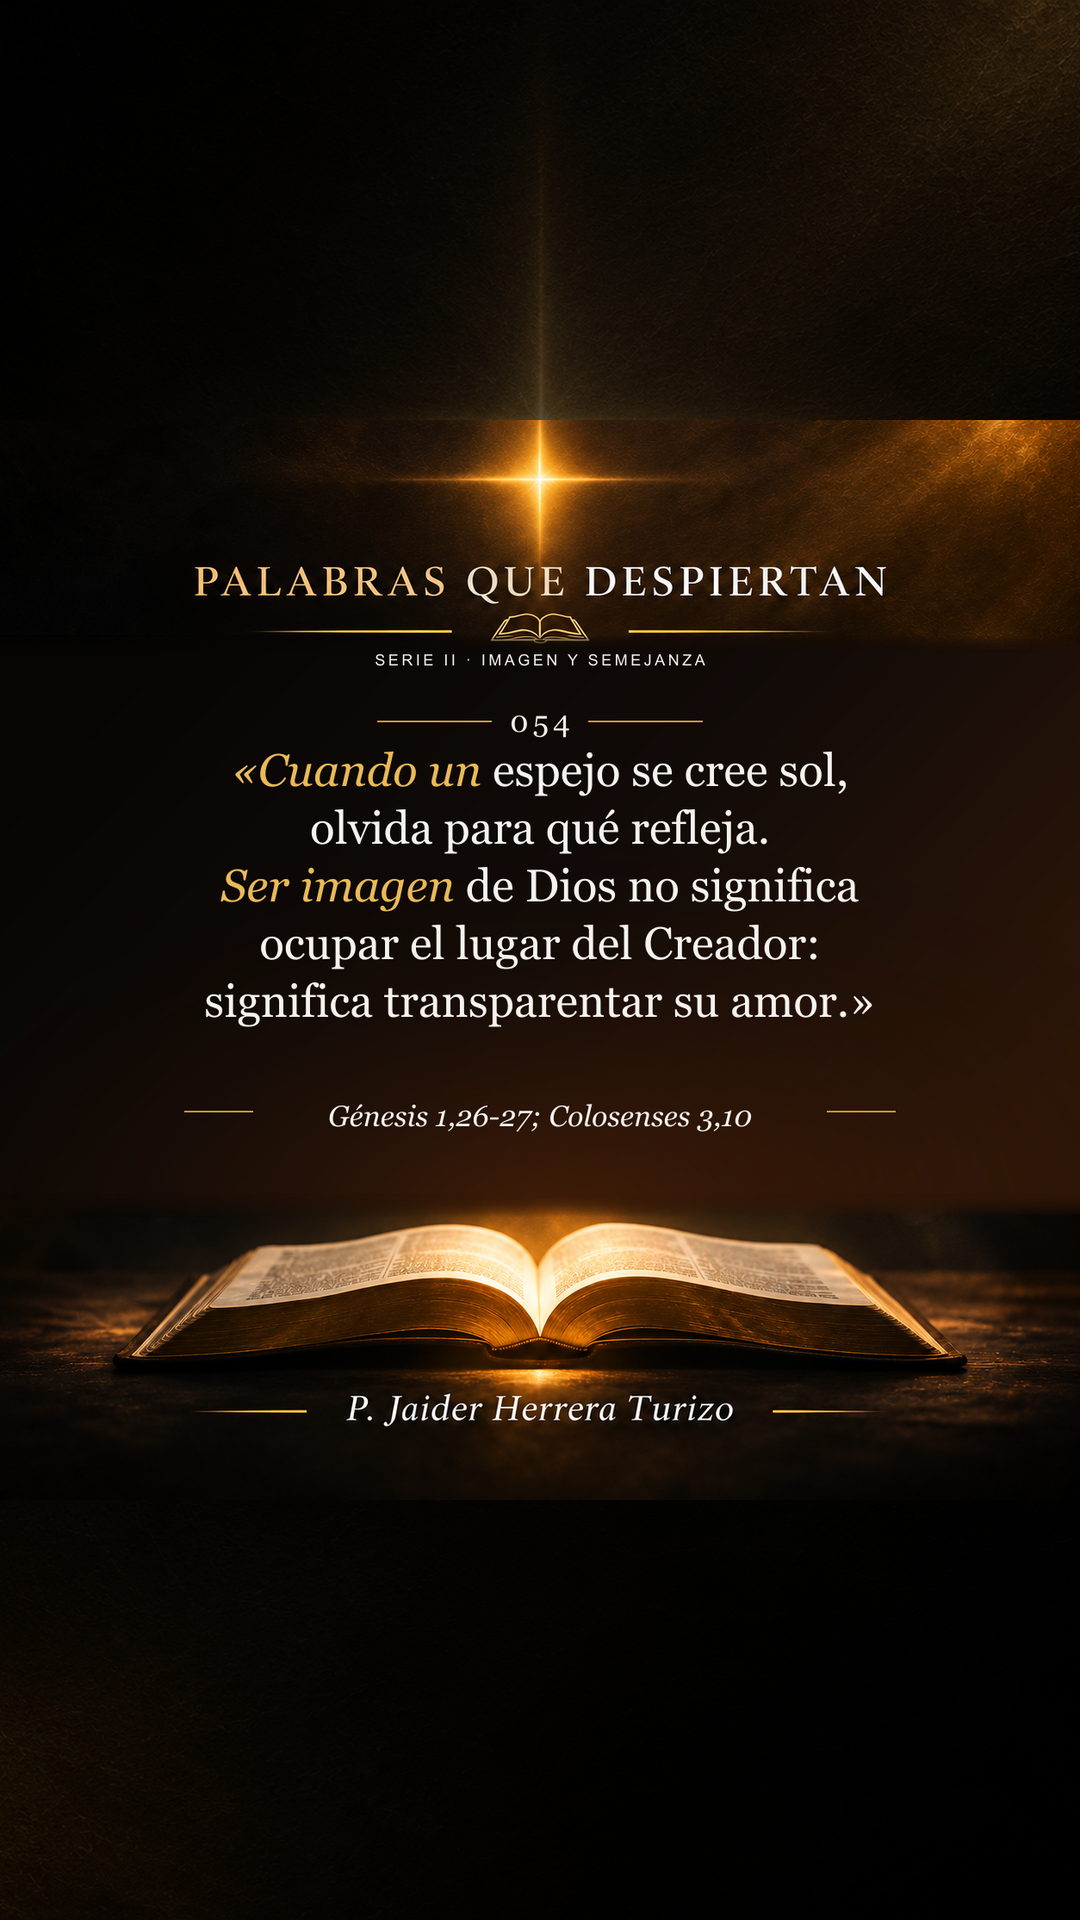 PALABRAS QUE DESPIERTAN
SERIE II · IMAGEN Y SEMEJANZA
054
«Cuando un espejo se cree sol,
olvida para qué refleja.
Ser imagen de Dios no significa
ocupar el lugar del Creador:
significa transparentar su amor.»
Génesis 1,26-27; Colosenses 3,10
P. Jaider Herrera Turizo